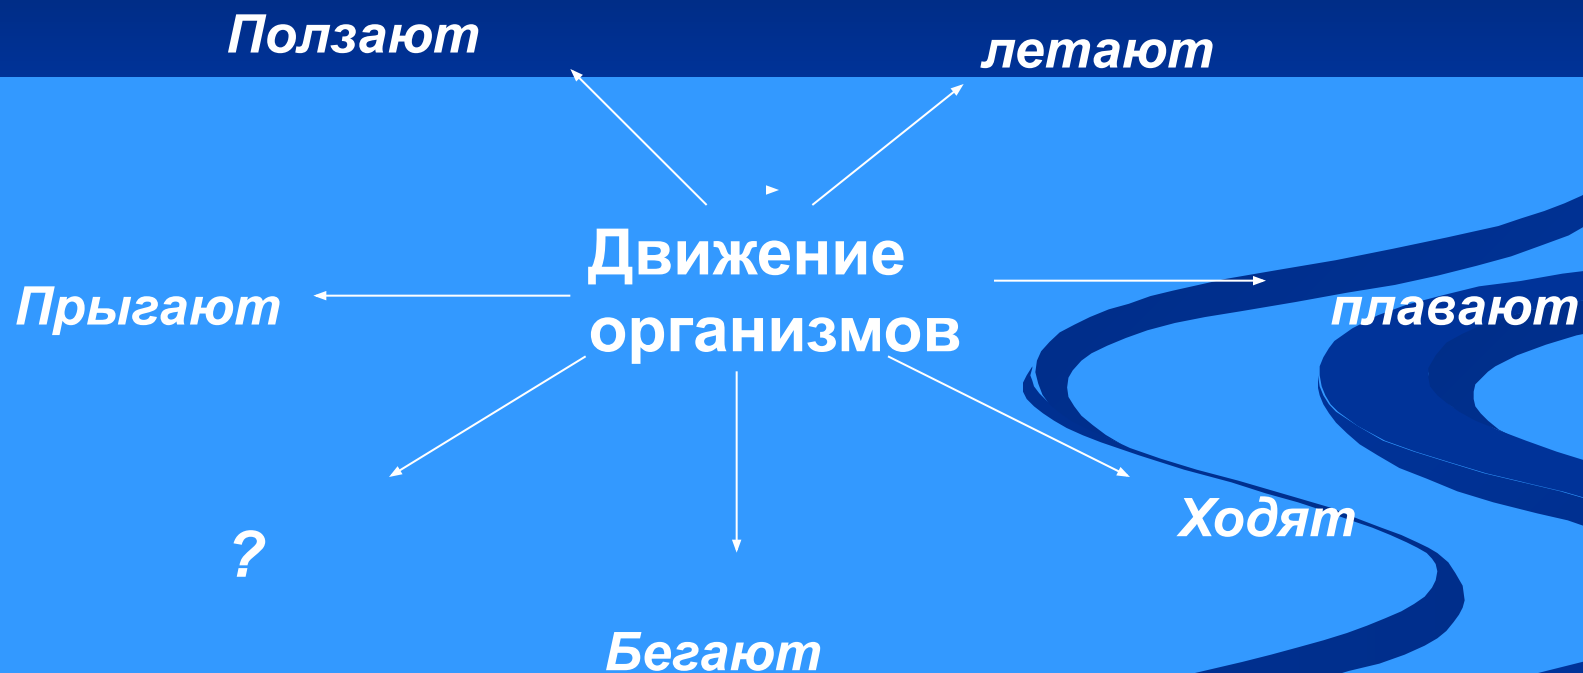 Ползают
летают
Движение
организмов
Прыгают
плавают
Ходят
?
Бегают